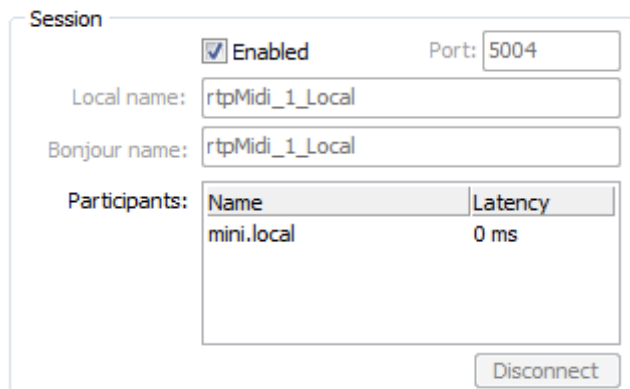 Session
Enabled Port: 5004
Local name: rtpMidi_1_Local
Bonjour name: rtpMidi_1_Local
Participants: Name Latency
mini.local 0 ms
Disconnect